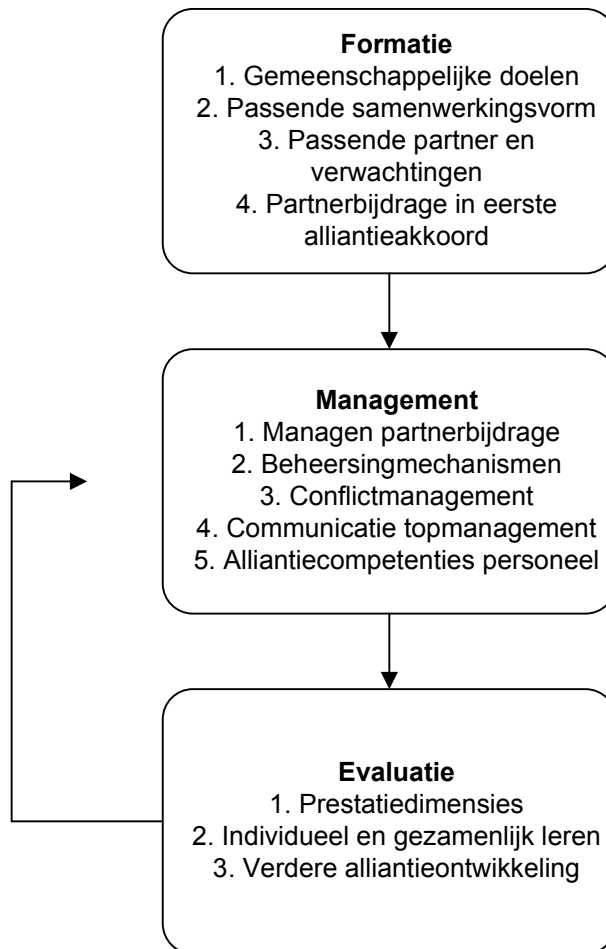 Formatie
1. Gemeenschappelijke doelen
2. Passende samenwerkingsvorm
3. Passende partner en
verwachtingen
4. Partnerbijdrage in eerste
alliantieakkoord
Management
1. Managen partnerbijdrage
2. Beheersingmechanismen
3. Conflictmanagement
4. Communicatie topmanagement
5. Alliantiecompetenties personeel
Evaluatie
1. Prestatiedimensies
2. Individueel en gezamenlijk leren
3. Verdere alliantieontwikkeling